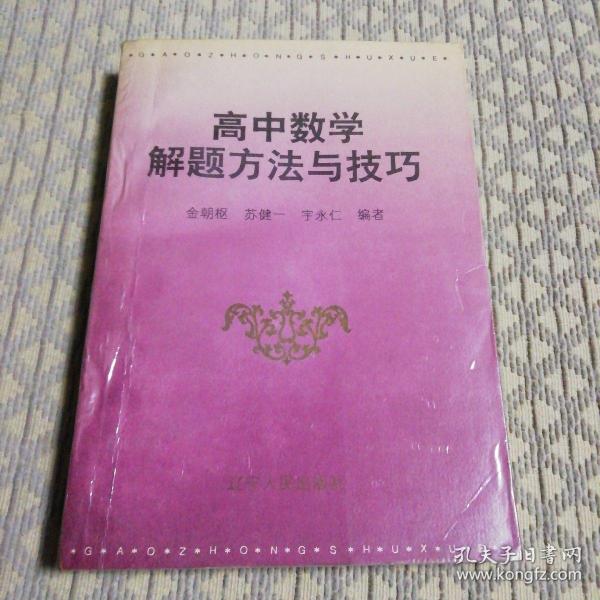 *G*A*O*Z*H*O*N*G*S*H*U*X*U*E*
高中数学
解题方法与技巧
金朝枢 苏健一 宇永仁 编者
辽宁人民出版社
*G*A*O*Z*H*O*N*G*S*H*U*X*U
孔夫子旧书网
www.kongfz.com